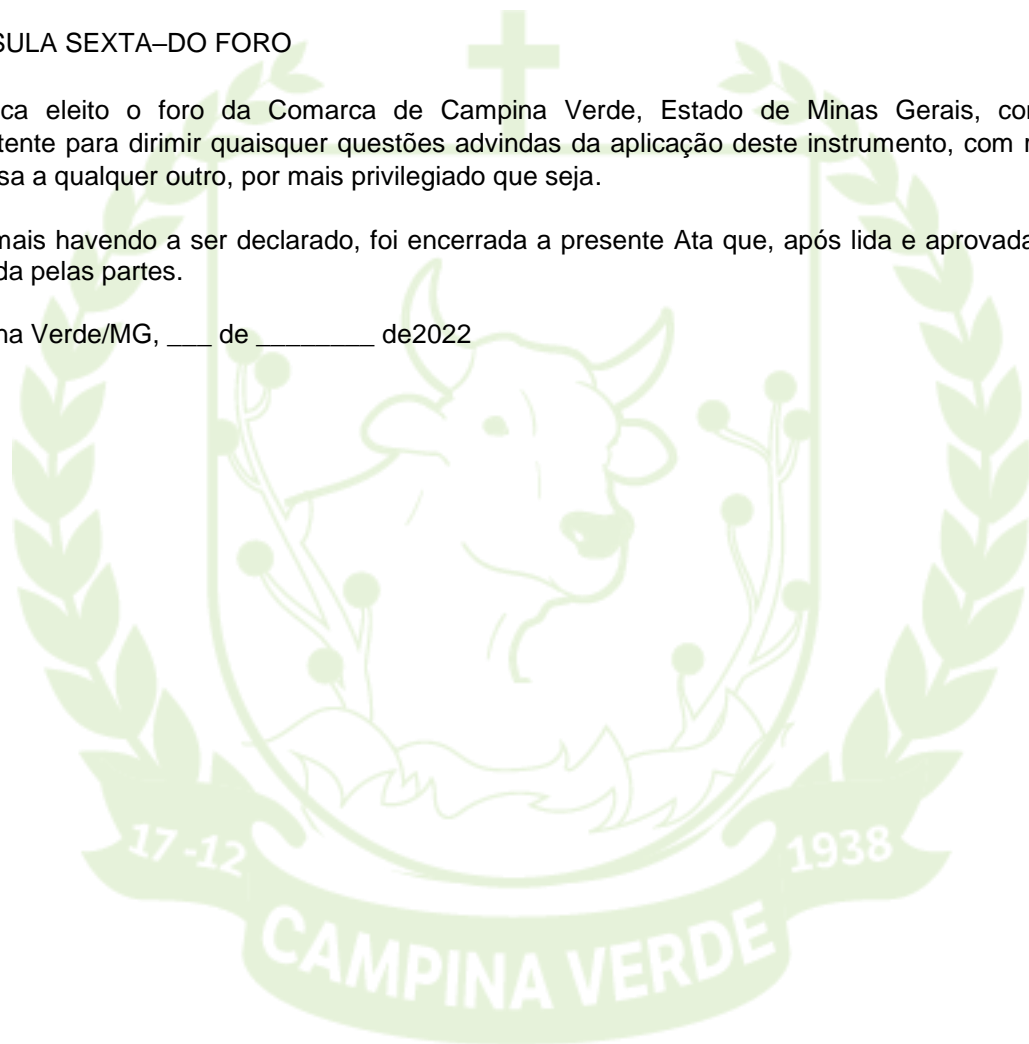 SULA SEXTA–DO FORO
ca eleito o foro da Comarca de Campina Verde, Estado de Minas Gerais, con
tente para dirimir quaisquer questões advindas da aplicação deste instrumento, com r
sa a qualquer outro, por mais privilegiado que seja.
mais havendo a ser declarado, foi encerrada a presente Ata que, após lida e aprovada
da pelas partes.
na Verde/MG, ___ de ________ de2022
17-12
1938
CAMPINA VERDE